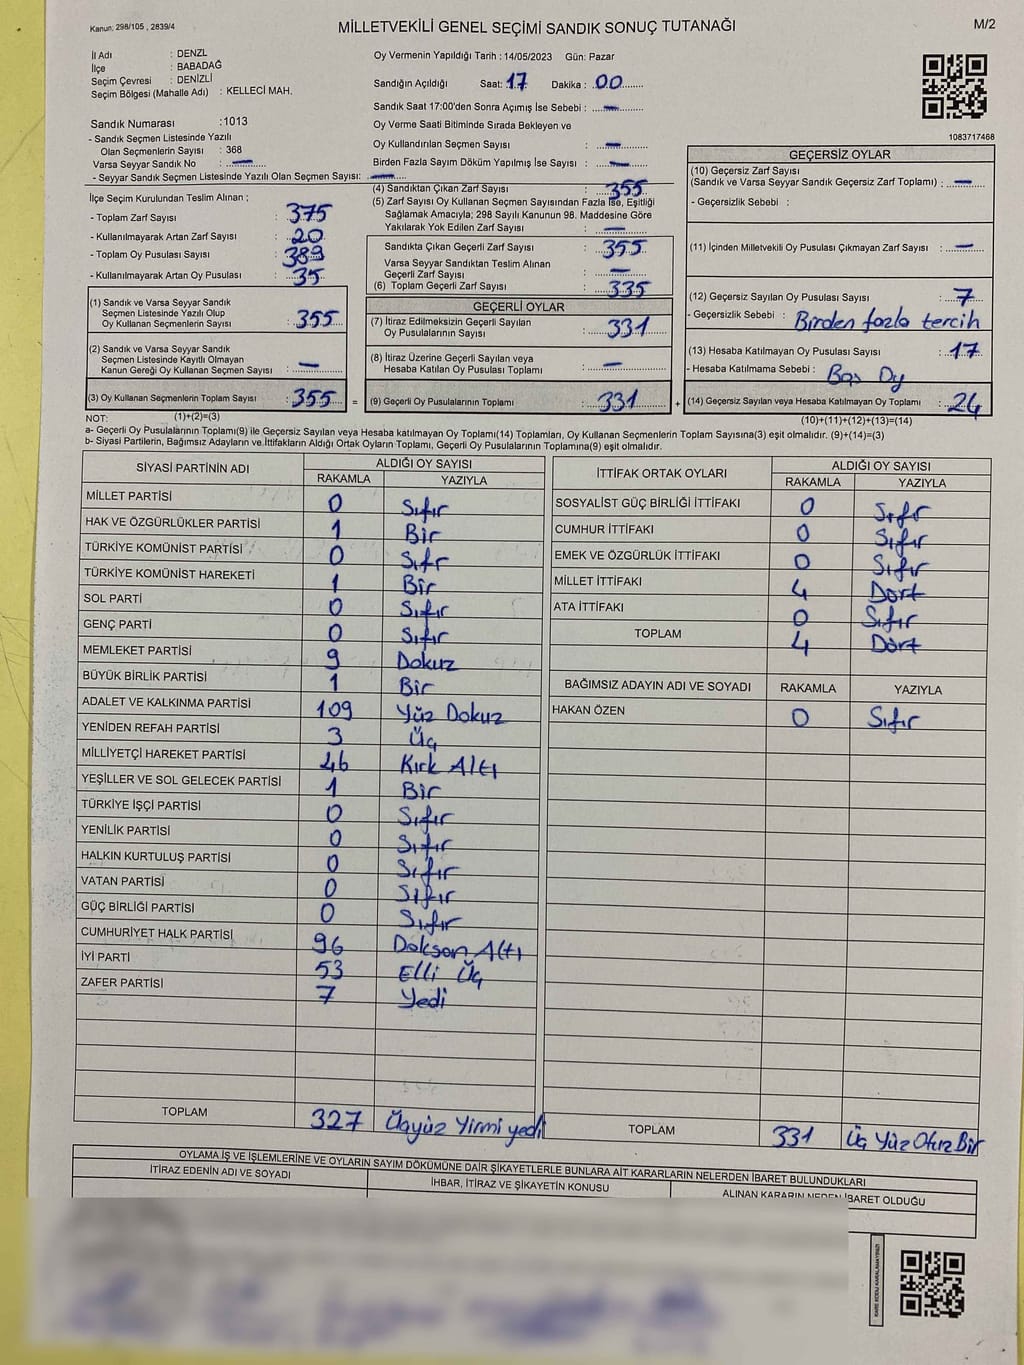 Kanun; 298/105 , 2839/4
MİLLETVEKİLİ GENEL SEÇİMİ SANDIK SONUÇ TUTANAĞI
M/2
İl Adı : DENZL
İlçe : BABADAĞ
Seçim Çevresi : DENİZLİ
Seçim Bölgesi (Mahalle Adı) : KELLECİ MAH.
Sandık Numarası :1013
- Sandık Seçmen Listesinde Yazılı
Olan Seçmenlerin Sayısı : 368
Varsa Seyyar Sandık No : —
- Seyyar Sandık Seçmen Listesinde Yazılı Olan Seçmen Sayısı: —
Oy Vermenin Yapıldığı Tarih : 14/05/2023 Gün: Pazar
Sandığın Açıldığı Saat: 17 Dakika : 00
Sandık Saat 17:00'den Sonra Açımış İse Sebebi : —
Oy Verme Saati Bitiminde Sırada Bekleyen ve
Oy Kullandırılan Seçmen Sayısı : —
Birden Fazla Sayım Döküm Yapılmış İse Sayısı : —
1083717468
İlçe Seçim Kurulundan Teslim Alınan ;
- Toplam Zarf Sayısı : 375
- Kullanılmayarak Artan Zarf Sayısı : 20
- Toplam Oy Pusulası Sayısı : 389
- Kullanılmayarak Artan Oy Pusulası : 35
(1) Sandık ve Varsa Seyyar Sandık
Seçmen Listesinde Yazılı Olup
Oy Kullanan Seçmenlerin Sayısı : 355
(2) Sandık ve Varsa Seyyar Sandık
Seçmen Listesinde Kayıtlı Olmayan
Kanun Gereği Oy Kullanan Seçmen Sayısı : —
(3) Oy Kullanan Seçmenlerin Toplam Sayısı : 355 =
(4) Sandıktan Çıkan Zarf Sayısı : 355
(5) Zarf Sayısı Oy Kullanan Seçmen Sayısından Fazla İse, Eşitliği
Sağlamak Amacıyla; 298 Sayılı Kanunun 98. Maddesine Göre
Yakılarak Yok Edilen Zarf Sayısı : —
Sandıkta Çıkan Geçerli Zarf Sayısı : 355
Varsa Seyyar Sandıktan Teslim Alınan
Geçerli Zarf Sayısı : —
(6) Toplam Geçerli Zarf Sayısı : 335
GEÇERLİ OYLAR
(7) İtiraz Edilmeksizin Geçerli Sayılan
Oy Pusulalarının Sayısı : 331
(8) İtiraz Üzerine Geçerli Sayılan veya
Hesaba Katılan Oy Pusulası Toplamı : —
(9) Geçerli Oy Pusulalarının Toplamı : 331 +
GEÇERSİZ OYLAR
(10) Geçersiz Zarf Sayısı
(Sandık ve Varsa Seyyar Sandık Geçersiz Zarf Toplamı) : —
- Geçersizlik Sebebi :
(11) İçinden Milletvekili Oy Pusulası Çıkmayan Zarf Sayısı : —
(12) Geçersiz Sayılan Oy Pusulası Sayısı : 7
- Geçersizlik Sebebi : Birden fazla tercih
(13) Hesaba Katılmayan Oy Pusulası Sayısı : 17
- Hesaba Katılmama Sebebi : Boş Oy
(14) Geçersiz Sayılan veya Hesaba Katılmayan Oy Toplamı : 24
NOT: (1)+(2)=(3) (10)+(11)+(12)+(13)=(14)
a- Geçerli Oy Pusulalarının Toplamı(9) ile Geçersiz Sayılan veya Hesaba katılmayan Oy Toplamı(14) Toplamları, Oy Kullanan Seçmenlerin Toplam Sayısına(3) eşit olmalıdır. (9)+(14)=(3)
b- Siyasi Partilerin, Bağımsız Adayların ve İttifakların Aldığı Ortak Oyların Toplamı, Geçerli Oy Pusulalarının Toplamına(9) eşit olmalıdır.
SİYASİ PARTİNİN ADI ALDIĞI OY SAYISI
RAKAMLA YAZIYLA
MİLLET PARTİSİ 0 Sıfır
HAK VE ÖZGÜRLÜKLER PARTİSİ 1 Bir
TÜRKİYE KOMÜNİST PARTİSİ 0 Sıfr
TÜRKİYE KOMÜNİST HAREKETİ 1 Bir
SOL PARTİ 0 Sıfır
GENÇ PARTİ 0 Sıfır
MEMLEKET PARTİSİ 9 Dokuz
BÜYÜK BİRLİK PARTİSİ 1 Bir
ADALET VE KALKINMA PARTİSİ 109 Yüz Dokuz
YENİDEN REFAH PARTİSİ 3 Üç
MİLLİYETÇİ HAREKET PARTİSİ 46 Kırk Altı
YEŞİLLER VE SOL GELECEK PARTİSİ 1 Bir
TÜRKİYE İŞÇİ PARTİSİ 0 Sıfır
YENİLİK PARTİSİ 0 Sıfır
HALKIN KURTULUŞ PARTİSİ 0 Sıfır
VATAN PARTİSİ 0 Sıfır
GÜÇ BİRLİĞİ PARTİSİ 0 Sıfır
CUMHURİYET HALK PARTİSİ 96 Doksan Altı
İYİ PARTİ 53 Elli Üç
ZAFER PARTİSİ 7 Yedi
TOPLAM 327 Üçyüz Yirmi yedi
İTTİFAK ORTAK OYLARI ALDIĞI OY SAYISI
RAKAMLA YAZIYLA
SOSYALİST GÜÇ BİRLİĞİ İTTİFAKI 0 Sıfır
CUMHUR İTTİFAKI 0 Sıfır
EMEK VE ÖZGÜRLÜK İTTİFAKI 0 Sıfır
MİLLET İTTİFAKI 4 Dört
ATA İTTİFAKI 0 Sıfır
TOPLAM 4 Dört
BAĞIMSIZ ADAYIN ADI VE SOYADI RAKAMLA YAZIYLA
HAKAN ÖZEN 0 Sıfır
TOPLAM 331 Üç Yüz Otuz Bir
OYLAMA İŞ VE İŞLEMLERİNE VE OYLARIN SAYIM DÖKÜMÜNE DAİR ŞİKAYETLERLE BUNLARA AİT KARARLARIN NELERDEN İBARET BULUNDUKLARI
İTİRAZ EDENİN ADI VE SOYADI İHBAR, İTİRAZ VE ŞİKAYETİN KONUSU ALINAN KARARIN NEDEN İBARET OLDUĞU
KARE KODU KARALAMAYINIZ!